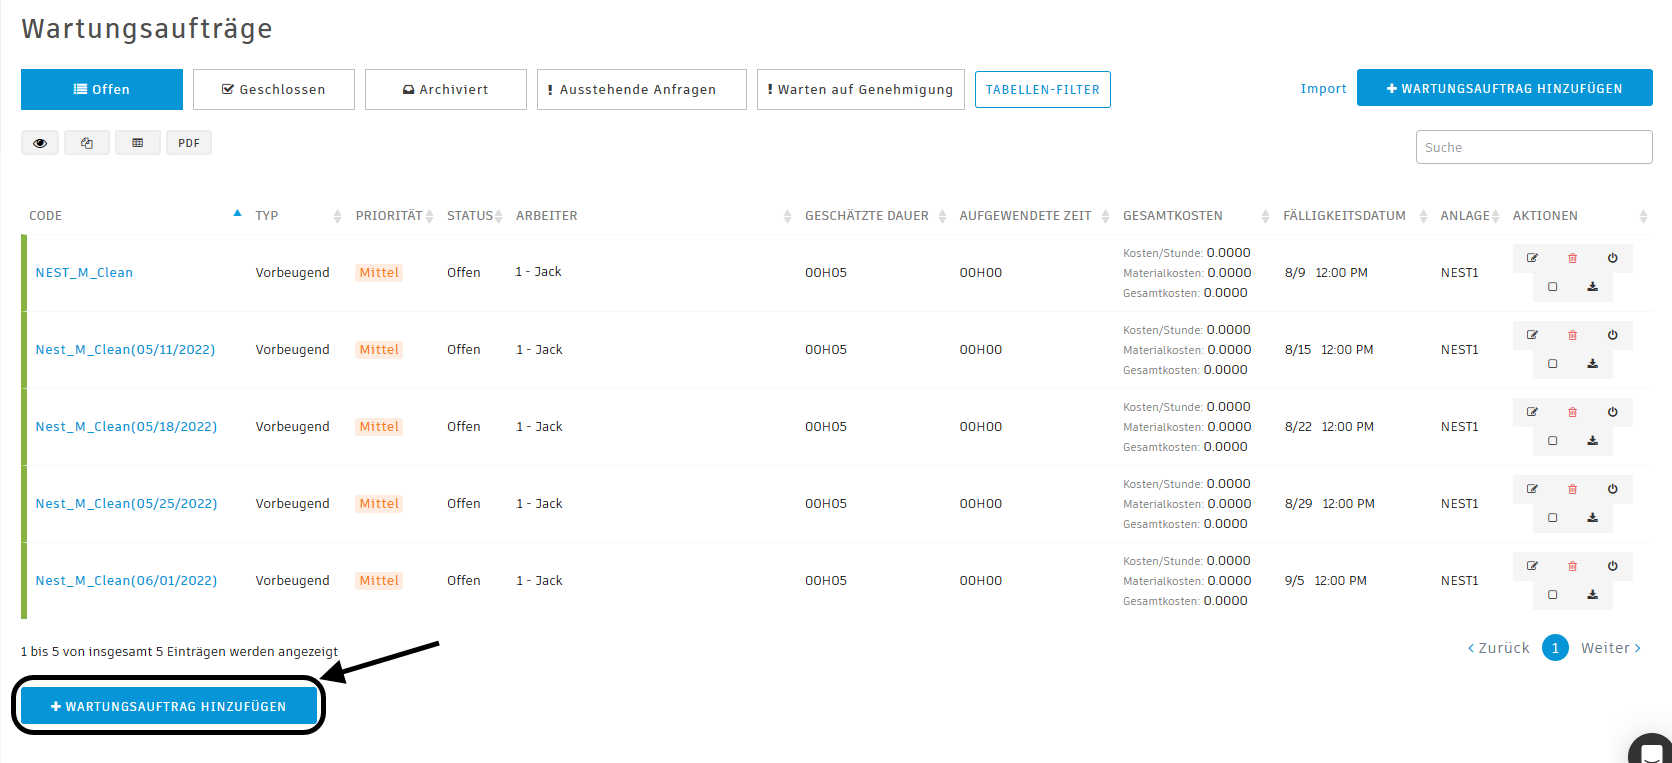 Wartungsaufträge
Offen Geschlossen Archiviert ! Ausstehende Anfragen ! Warten auf Genehmigung TABELLEN-FILTER Import + WARTUNGSAUFTRAG HINZUFÜGEN
PDF Suche
CODE TYP PRIORITÄT STATUS ARBEITER GESCHÄTZTE DAUER AUFGEWENDETE ZEIT GESAMTKOSTEN FÄLLIGKEITSDATUM ANLAGE AKTIONEN
Kosten/Stunde: 0.0000
NEST_M_Clean Vorbeugend Mittel Offen 1 - Jack 00H05 00H00 Materialkosten: 0.0000 8/9 12:00 PM NEST1
Gesamtkosten: 0.0000
Kosten/Stunde: 0.0000
Nest_M_Clean(05/11/2022) Vorbeugend Mittel Offen 1 - Jack 00H05 00H00 Materialkosten: 0.0000 8/15 12:00 PM NEST1
Gesamtkosten: 0.0000
Kosten/Stunde: 0.0000
Nest_M_Clean(05/18/2022) Vorbeugend Mittel Offen 1 - Jack 00H05 00H00 Materialkosten: 0.0000 8/22 12:00 PM NEST1
Gesamtkosten: 0.0000
Kosten/Stunde: 0.0000
Nest_M_Clean(05/25/2022) Vorbeugend Mittel Offen 1 - Jack 00H05 00H00 Materialkosten: 0.0000 8/29 12:00 PM NEST1
Gesamtkosten: 0.0000
Kosten/Stunde: 0.0000
Nest_M_Clean(06/01/2022) Vorbeugend Mittel Offen 1 - Jack 00H05 00H00 Materialkosten: 0.0000 9/5 12:00 PM NEST1
Gesamtkosten: 0.0000
1 bis 5 von insgesamt 5 Einträgen werden angezeigt < Zurück 1 Weiter >
+ WARTUNGSAUFTRAG HINZUFÜGEN